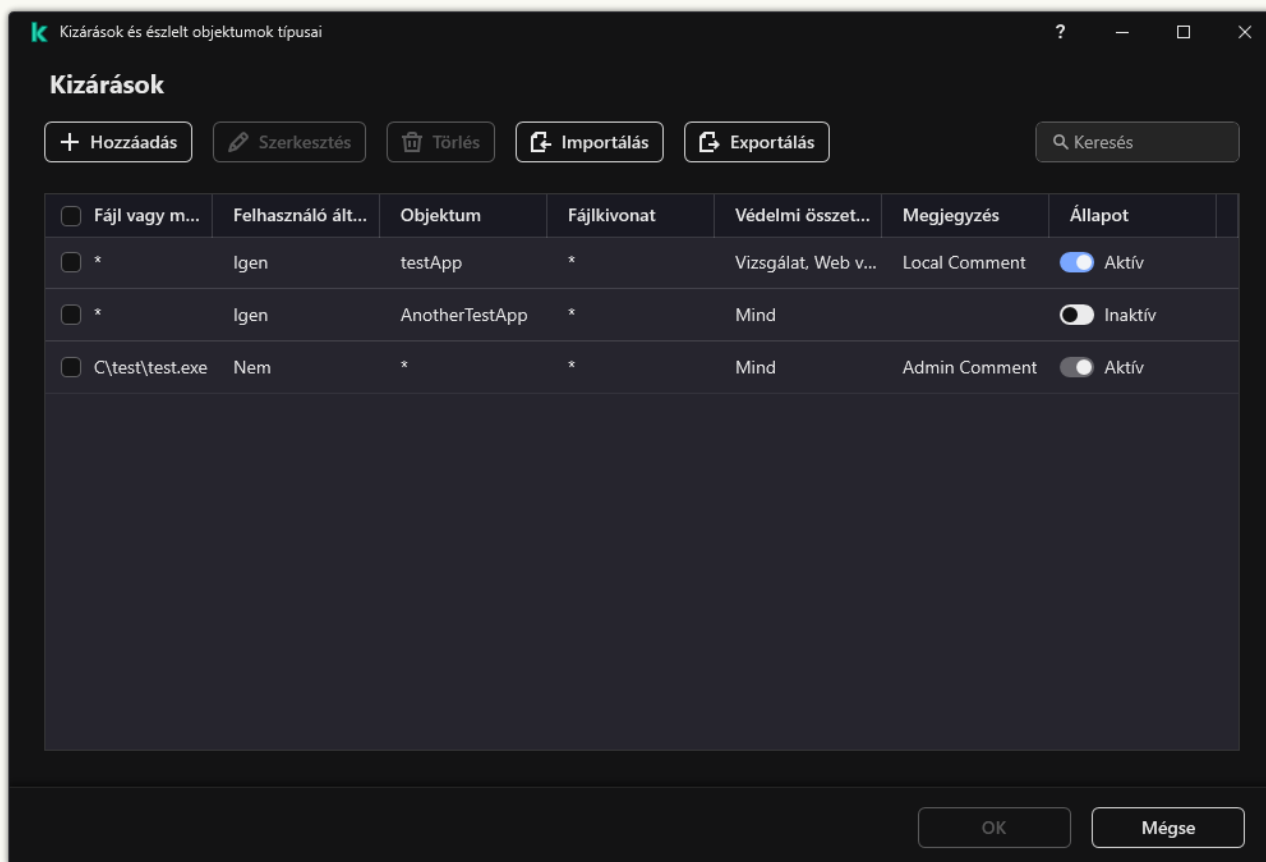 Kizárások és észlelt objektumok típusai ?
Kizárások
Hozzáadás Szerkesztés Törlés Importálás Exportálás Keresés
Fájl vagy m... Felhasználó ált... Objektum Fájlkivonat Védelmi összet... Megjegyzés Állapot
* Igen testApp * Vizsgálat, Web v... Local Comment Aktív
* Igen AnotherTestApp * Mind Inaktív
C\test\test.exe Nem * * Mind Admin Comment Aktív
OK Mégse